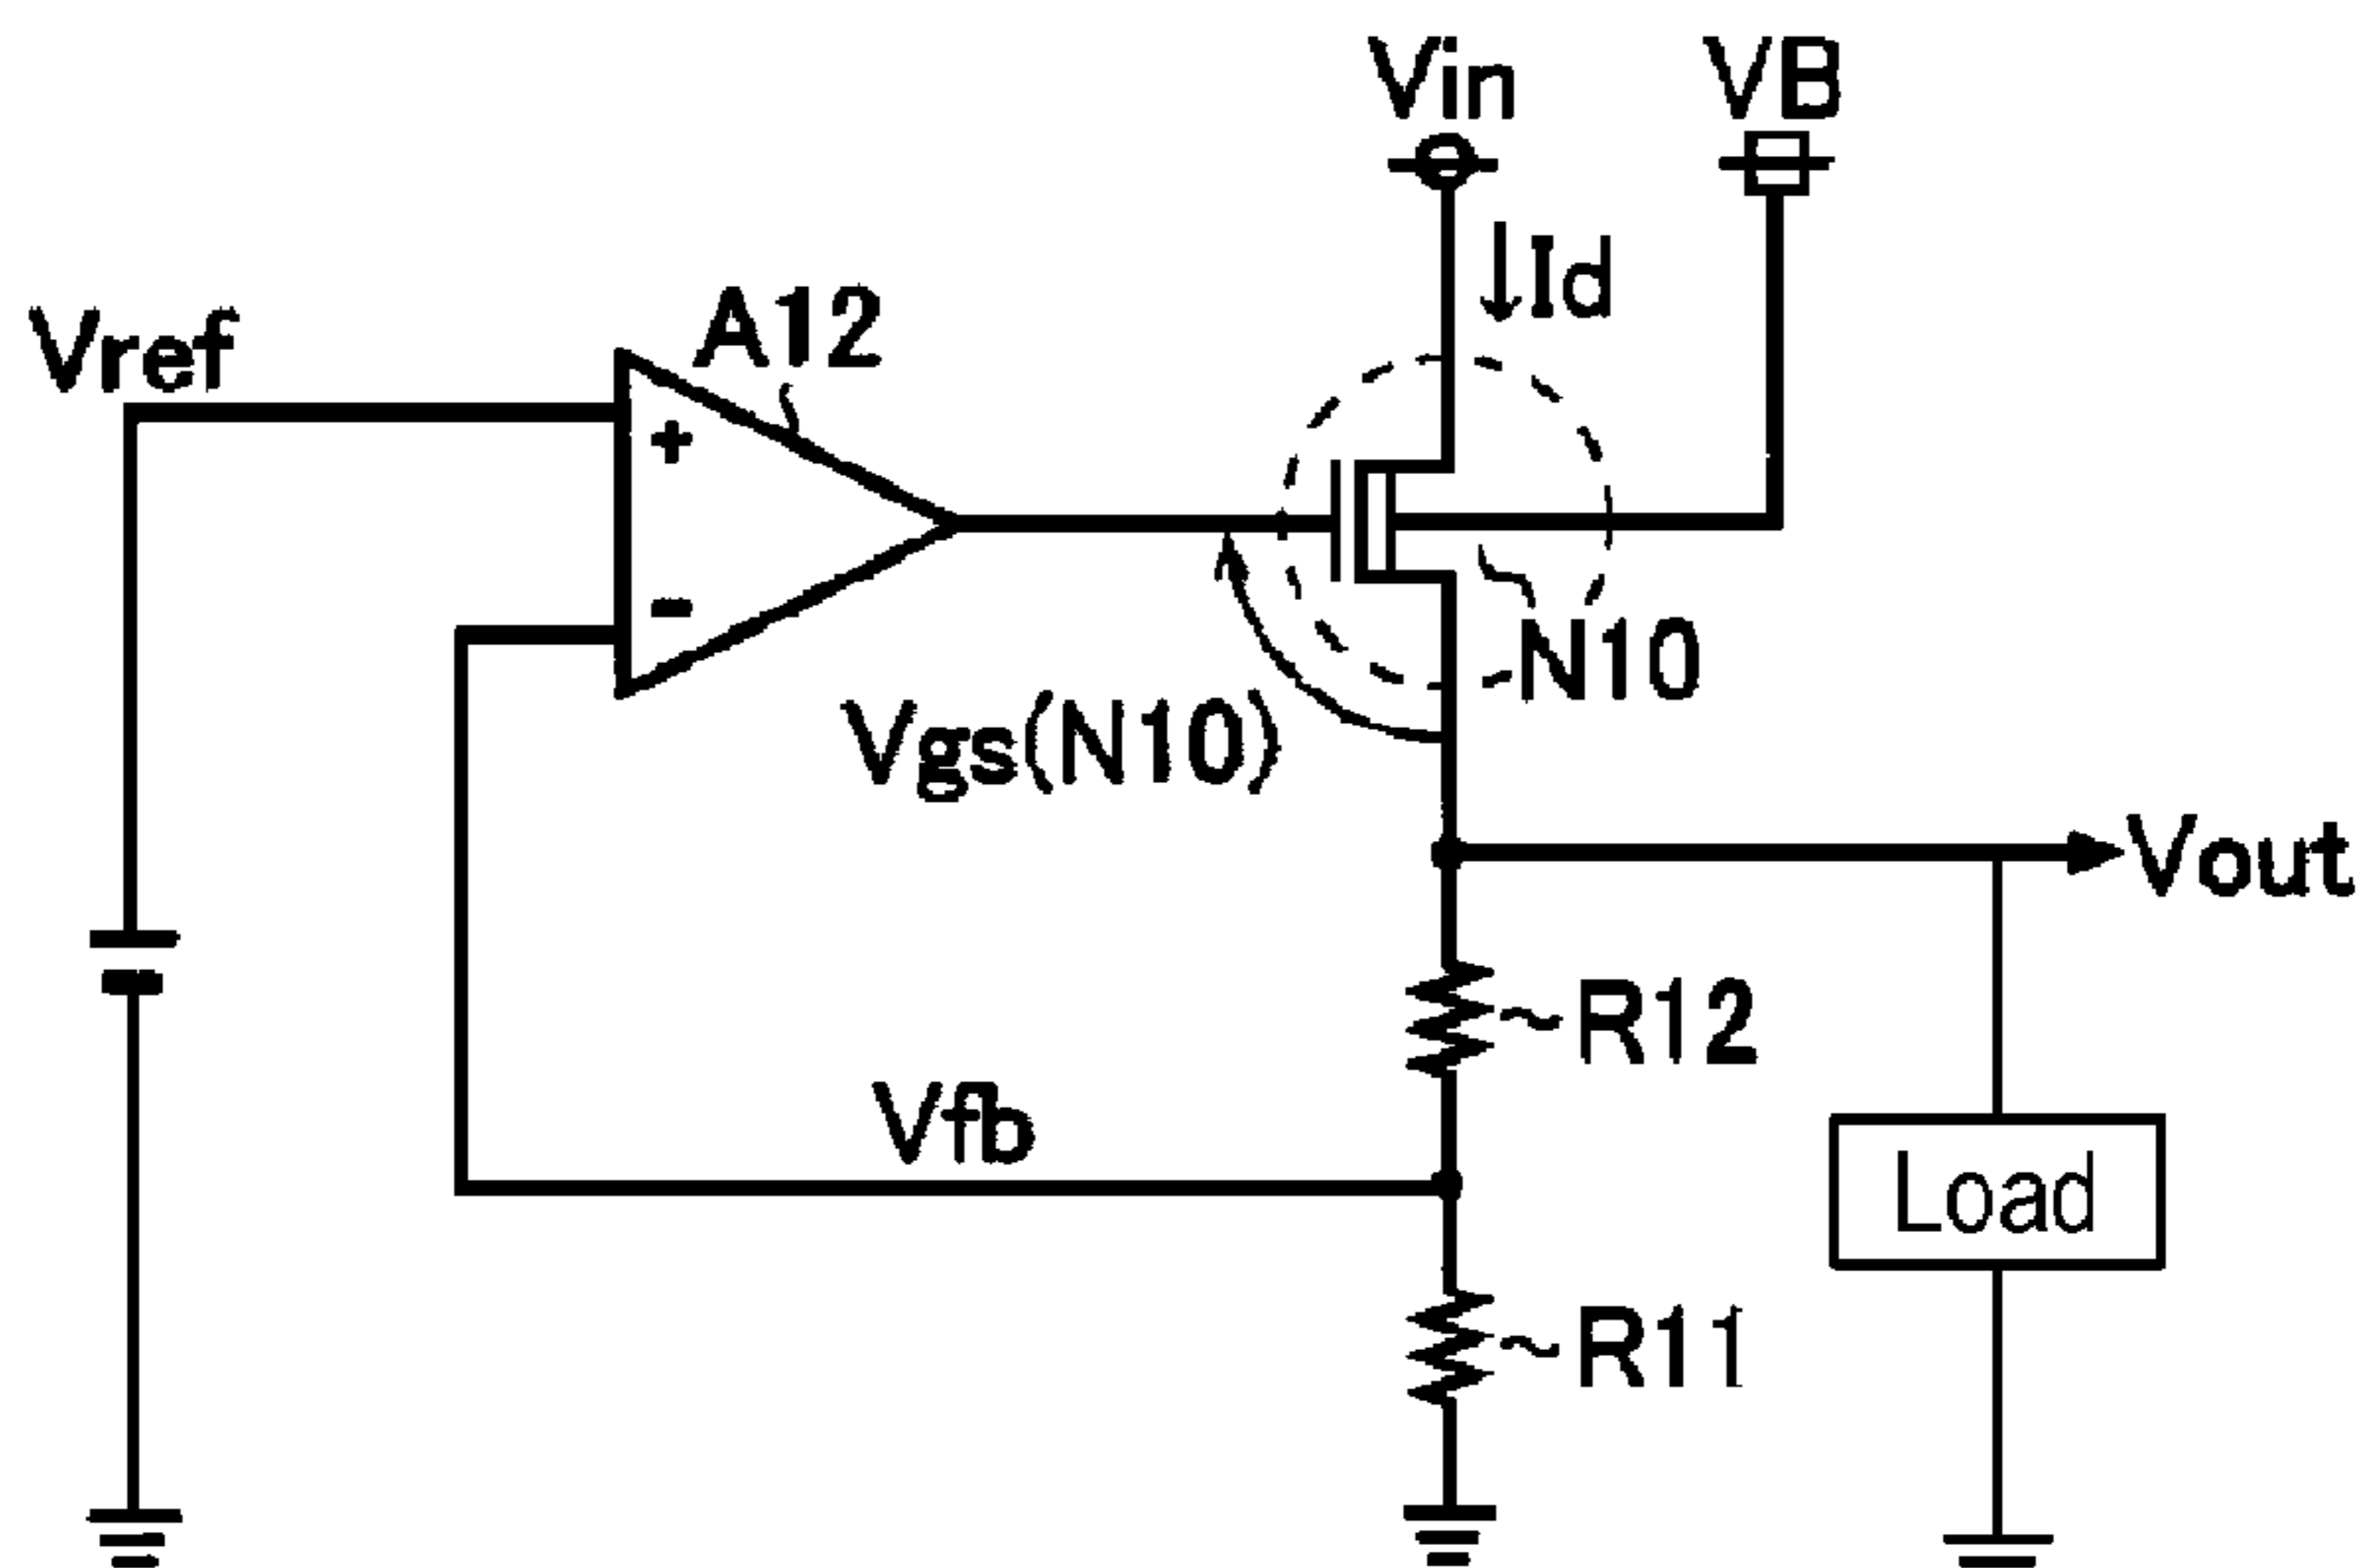 Vin
VB
Id
A12
Vref
+
-
N10
Vgs(N10)
Vout
R12
Vfb
Load
R11